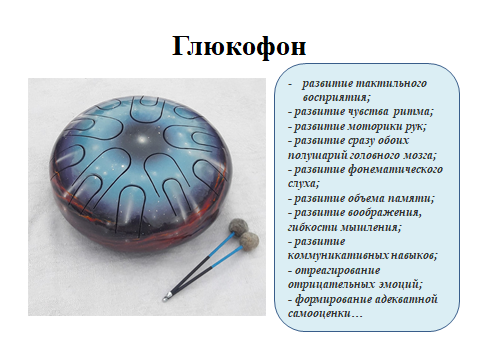 Глюкофон
- развитие тактильного
восприятия;
- развитие чувства ритма;
- развитие моторики рук;
- развитие сразу обоих
полушарий головного мозга;
- развитие фонематического
слуха;
- развитие объема памяти;
- развитие воображения,
гибкости мышления;
- развитие
коммуникативных навыков;
- отреагирование
отрицательных эмоций;
- формирование адекватной
самооценки…